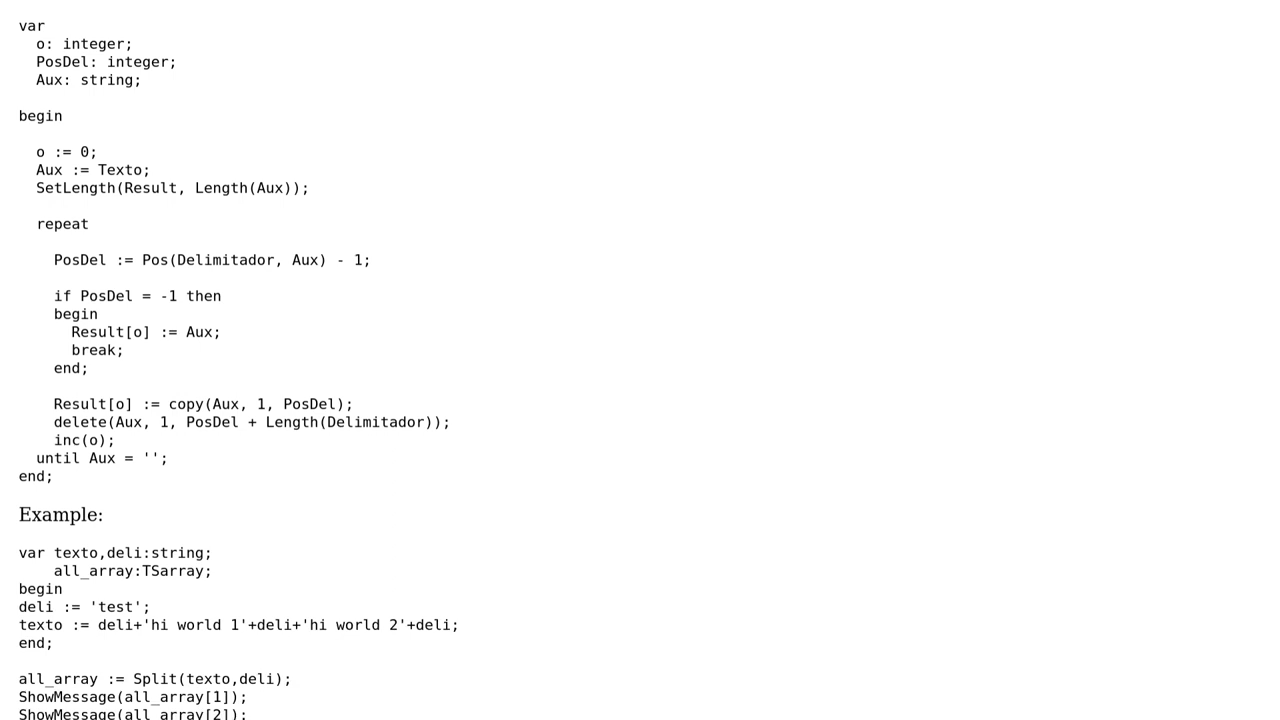 var
  o: integer;
  PosDel: integer;
  Aux: string;

begin

  o := 0;
  Aux := Texto;
  SetLength(Result, Length(Aux));

  repeat

    PosDel := Pos(Delimitador, Aux) - 1;

    if PosDel = -1 then
    begin
      Result[o] := Aux;
      break;
    end;

    Result[o] := copy(Aux, 1, PosDel);
    delete(Aux, 1, PosDel + Length(Delimitador));
    inc(o);
  until Aux = '';
end;

Example:

var texto,deli:string;
    all_array:TSarray;
begin
deli := 'test';
texto := deli+'hi world 1'+deli+'hi world 2'+deli;
end;

all_array := Split(texto,deli);
ShowMessage(all_array[1]);
ShowMessage(all_array[2]);